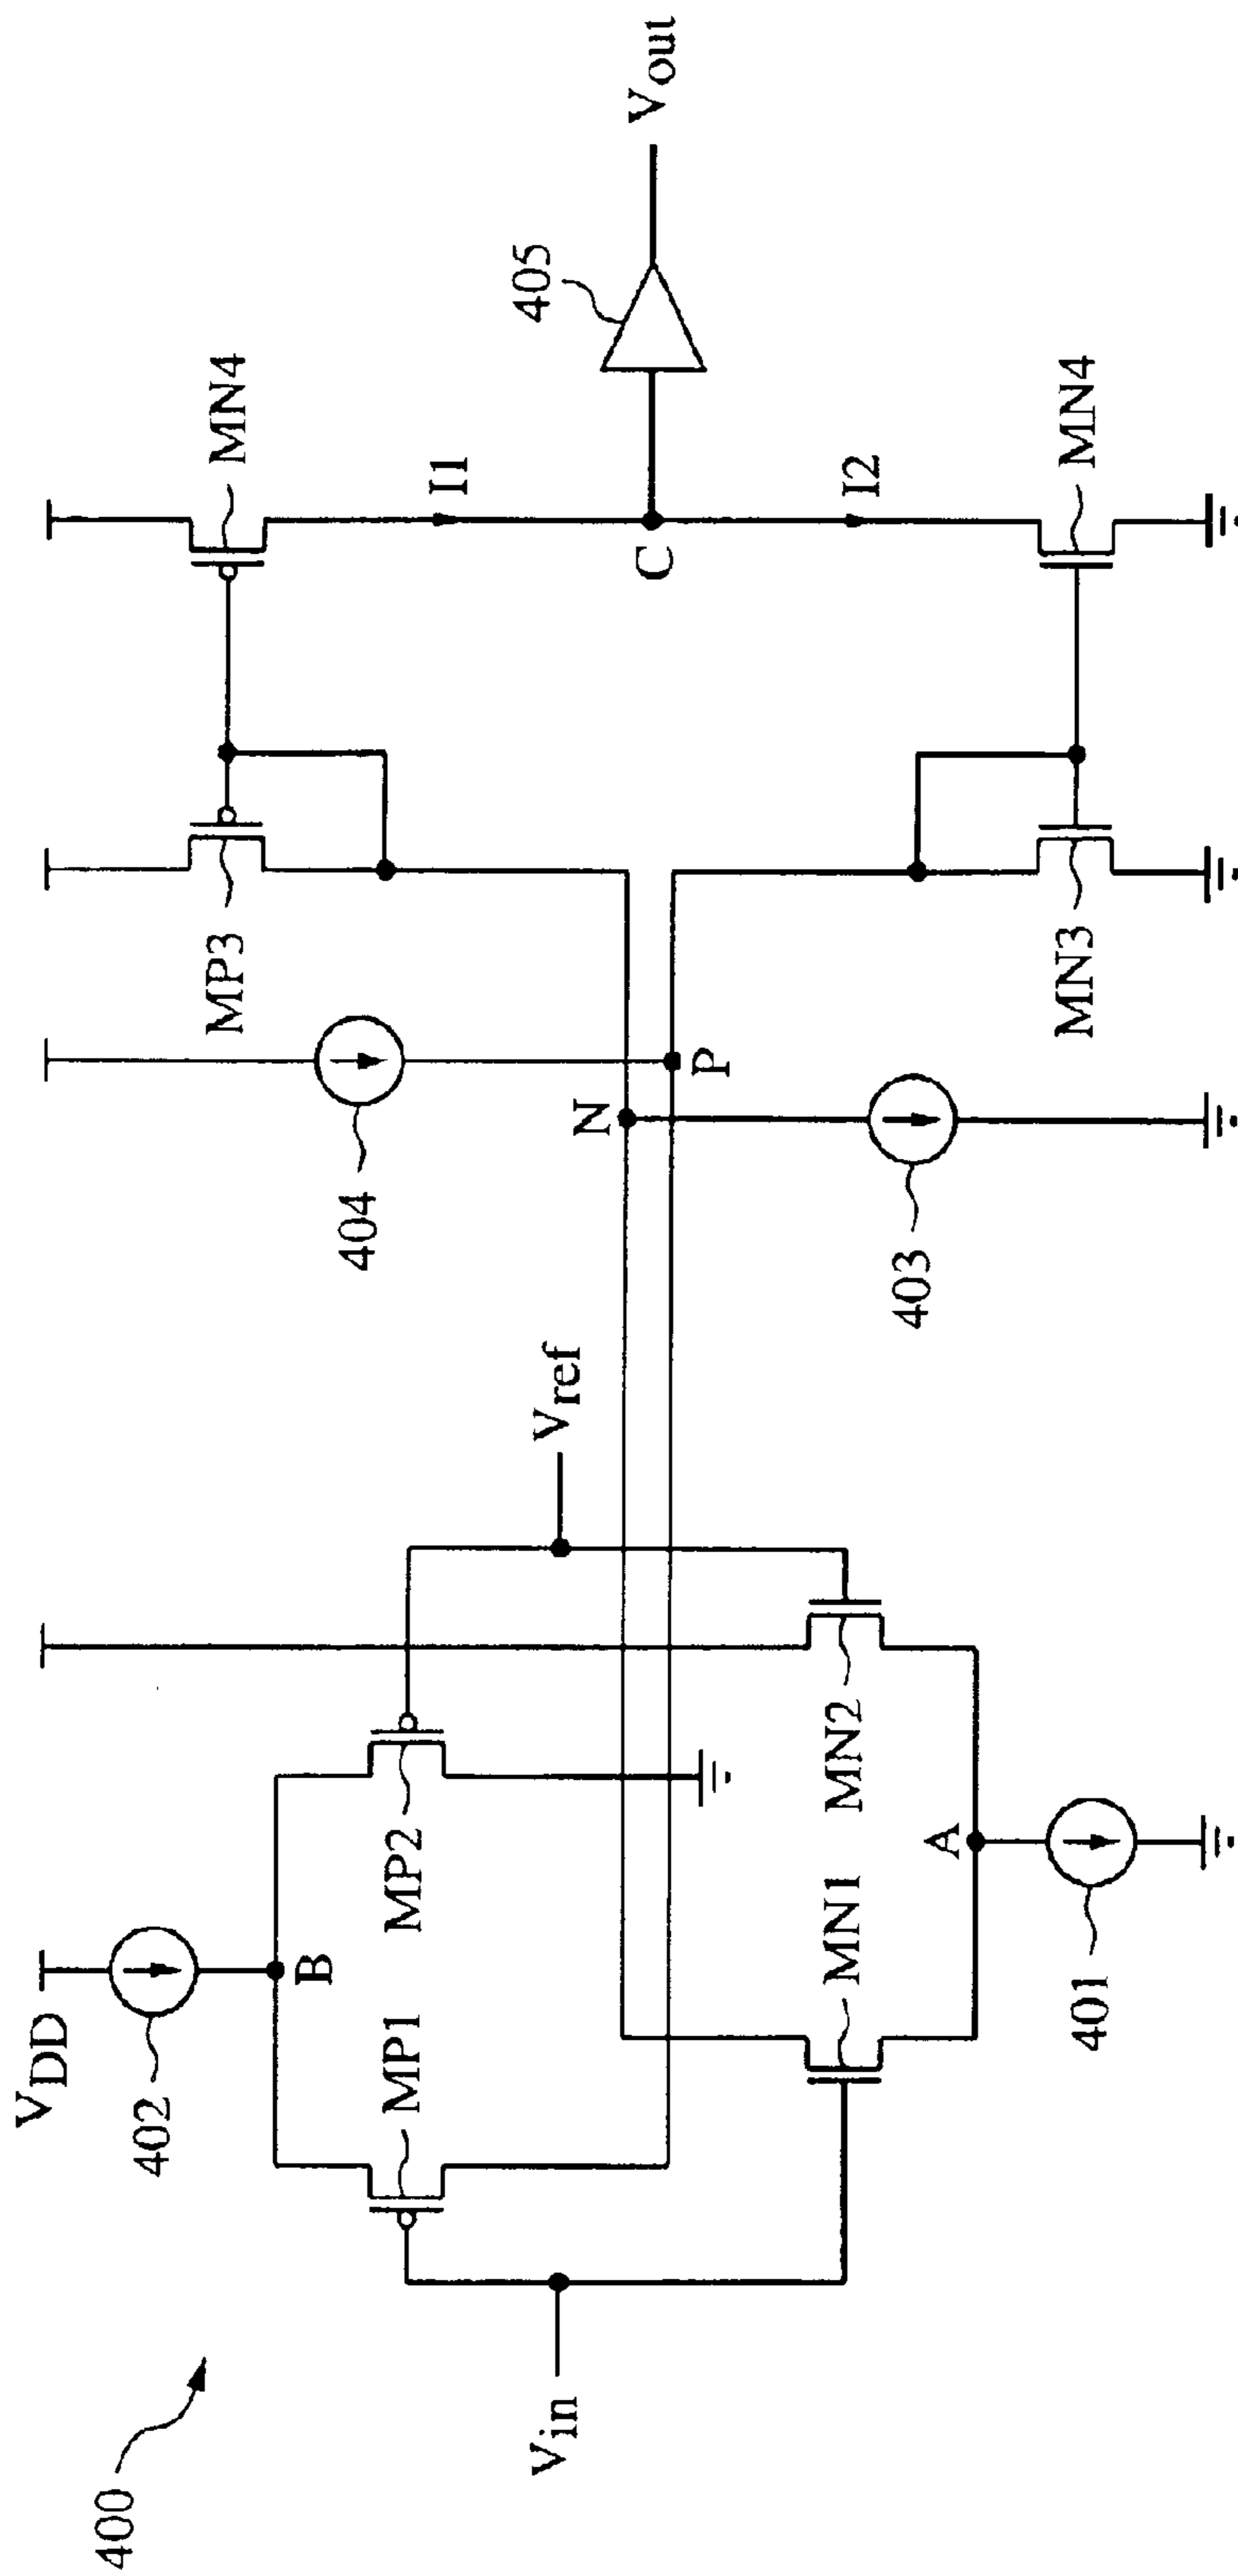 400
V_DD
402
B
MP1
MP2
V_in
V_ref
MN1
MN2
A
401
404
N
P
403
MP3
MN4
I1
C
I2
405
V_out
MN3
MN4